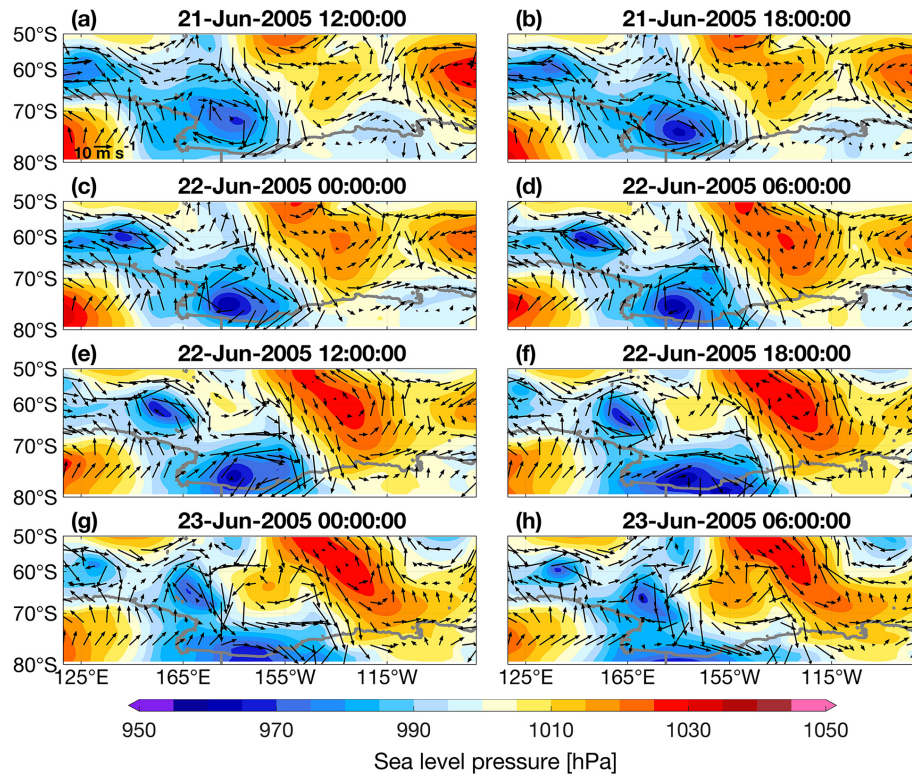 (a) 21-Jun-2005 12:00:00
(b) 21-Jun-2005 18:00:00
50°S
60°S
70°S
80°S
10 m s
(c) 22-Jun-2005 00:00:00
(d) 22-Jun-2005 06:00:00
50°S
60°S
70°S
80°S
(e) 22-Jun-2005 12:00:00
(f) 22-Jun-2005 18:00:00
50°S
60°S
70°S
80°S
(g) 23-Jun-2005 00:00:00
(h) 23-Jun-2005 06:00:00
50°S
60°S
70°S
80°S
125°E 165°E 155°W 115°W
125°E 165°E 155°W 115°W
950 970 990 1010 1030 1050
Sea level pressure [hPa]